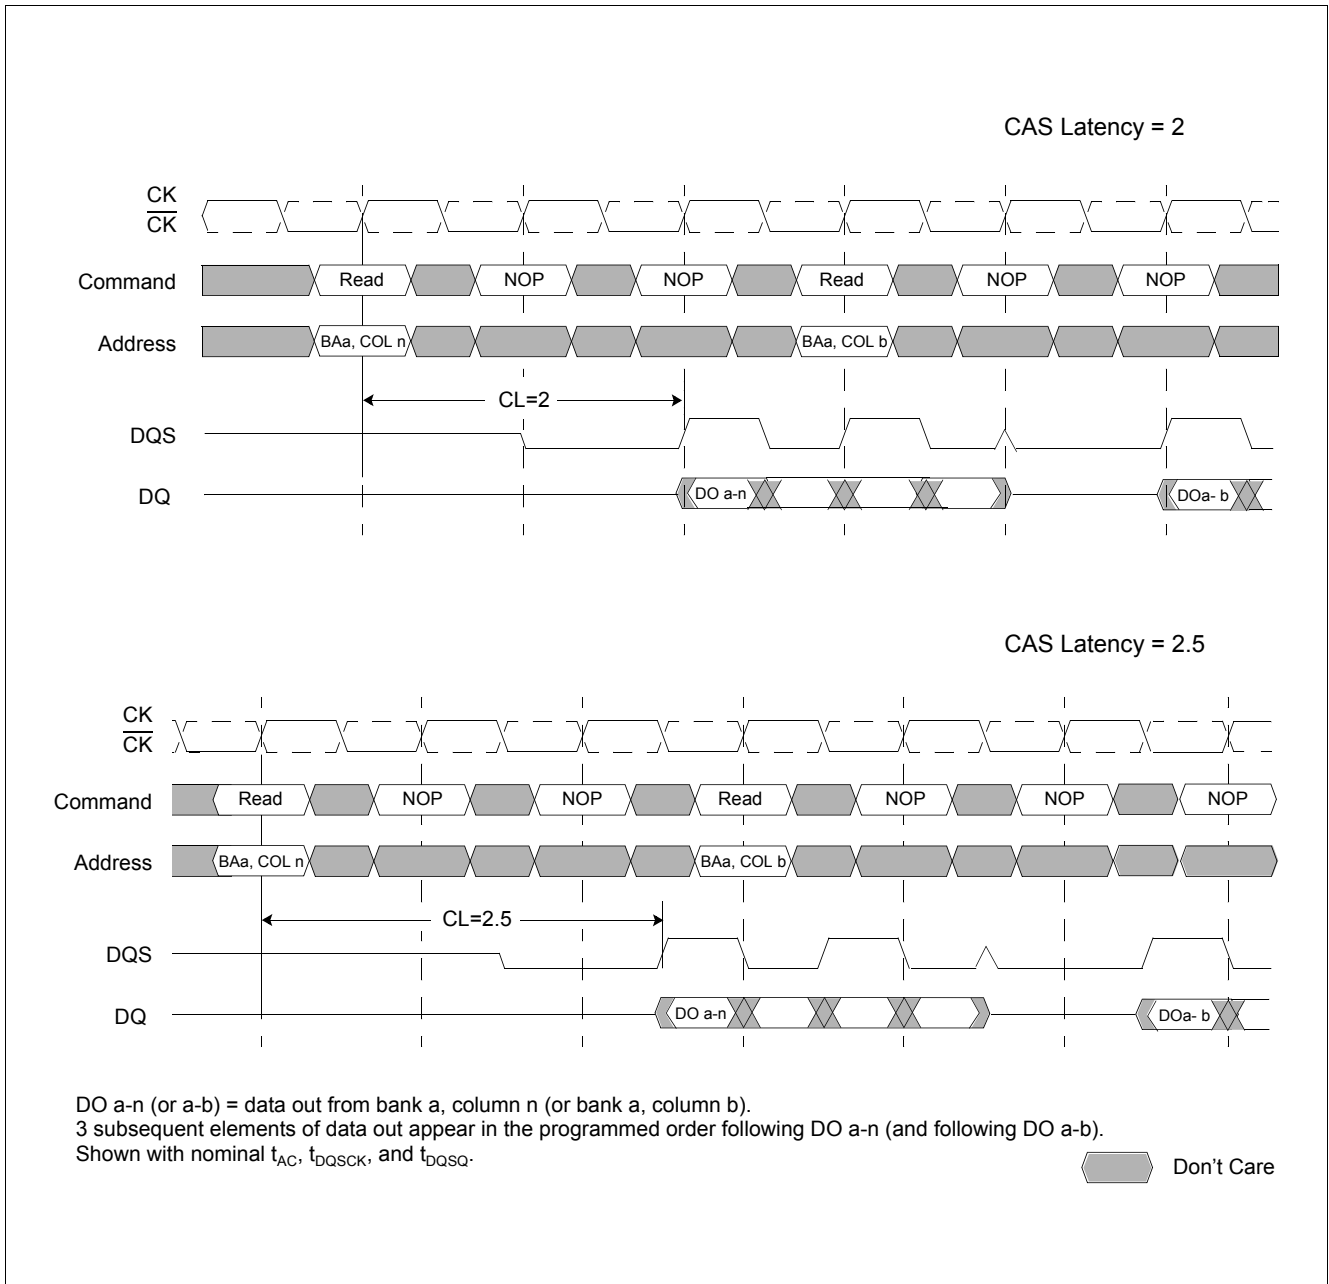 CAS Latency = 2
CK
CK
Command Read NOP NOP Read NOP NOP
Address BAa, COL n BAa, COL b
CL=2
DQS
DQ DO a-n DOa- b
CAS Latency = 2.5
CK
CK
Command Read NOP NOP Read NOP NOP NOP
Address BAa, COL n BAa, COL b
CL=2.5
DQS
DQ DO a-n DOa- b
DO a-n (or a-b) = data out from bank a, column n (or bank a, column b).
3 subsequent elements of data out appear in the programmed order following DO a-n (and following DO a-b).
Shown with nominal tAC, tDQSCK, and tDQSQ.
Don't Care